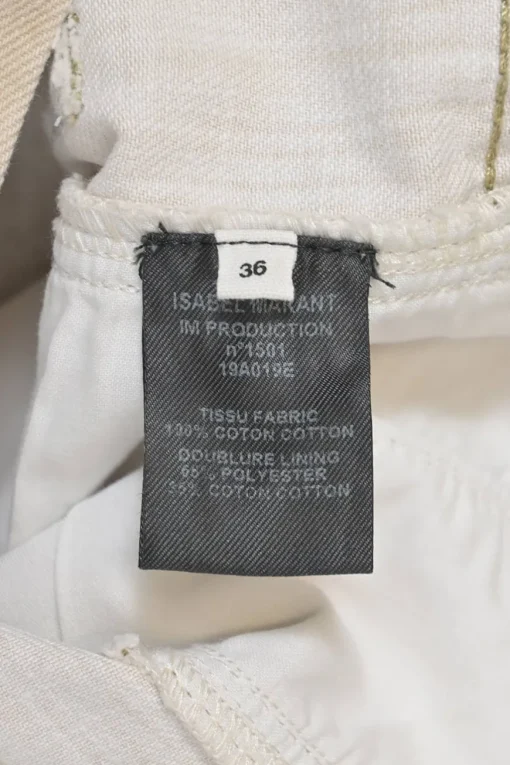 36
ISABEL MARANT
IM PRODUCTION
n°1501
19A019E
TISSU FABRIC
100% COTON COTTON
DOUBLURE LINING
65% POLYESTER
35% COTON COTTON